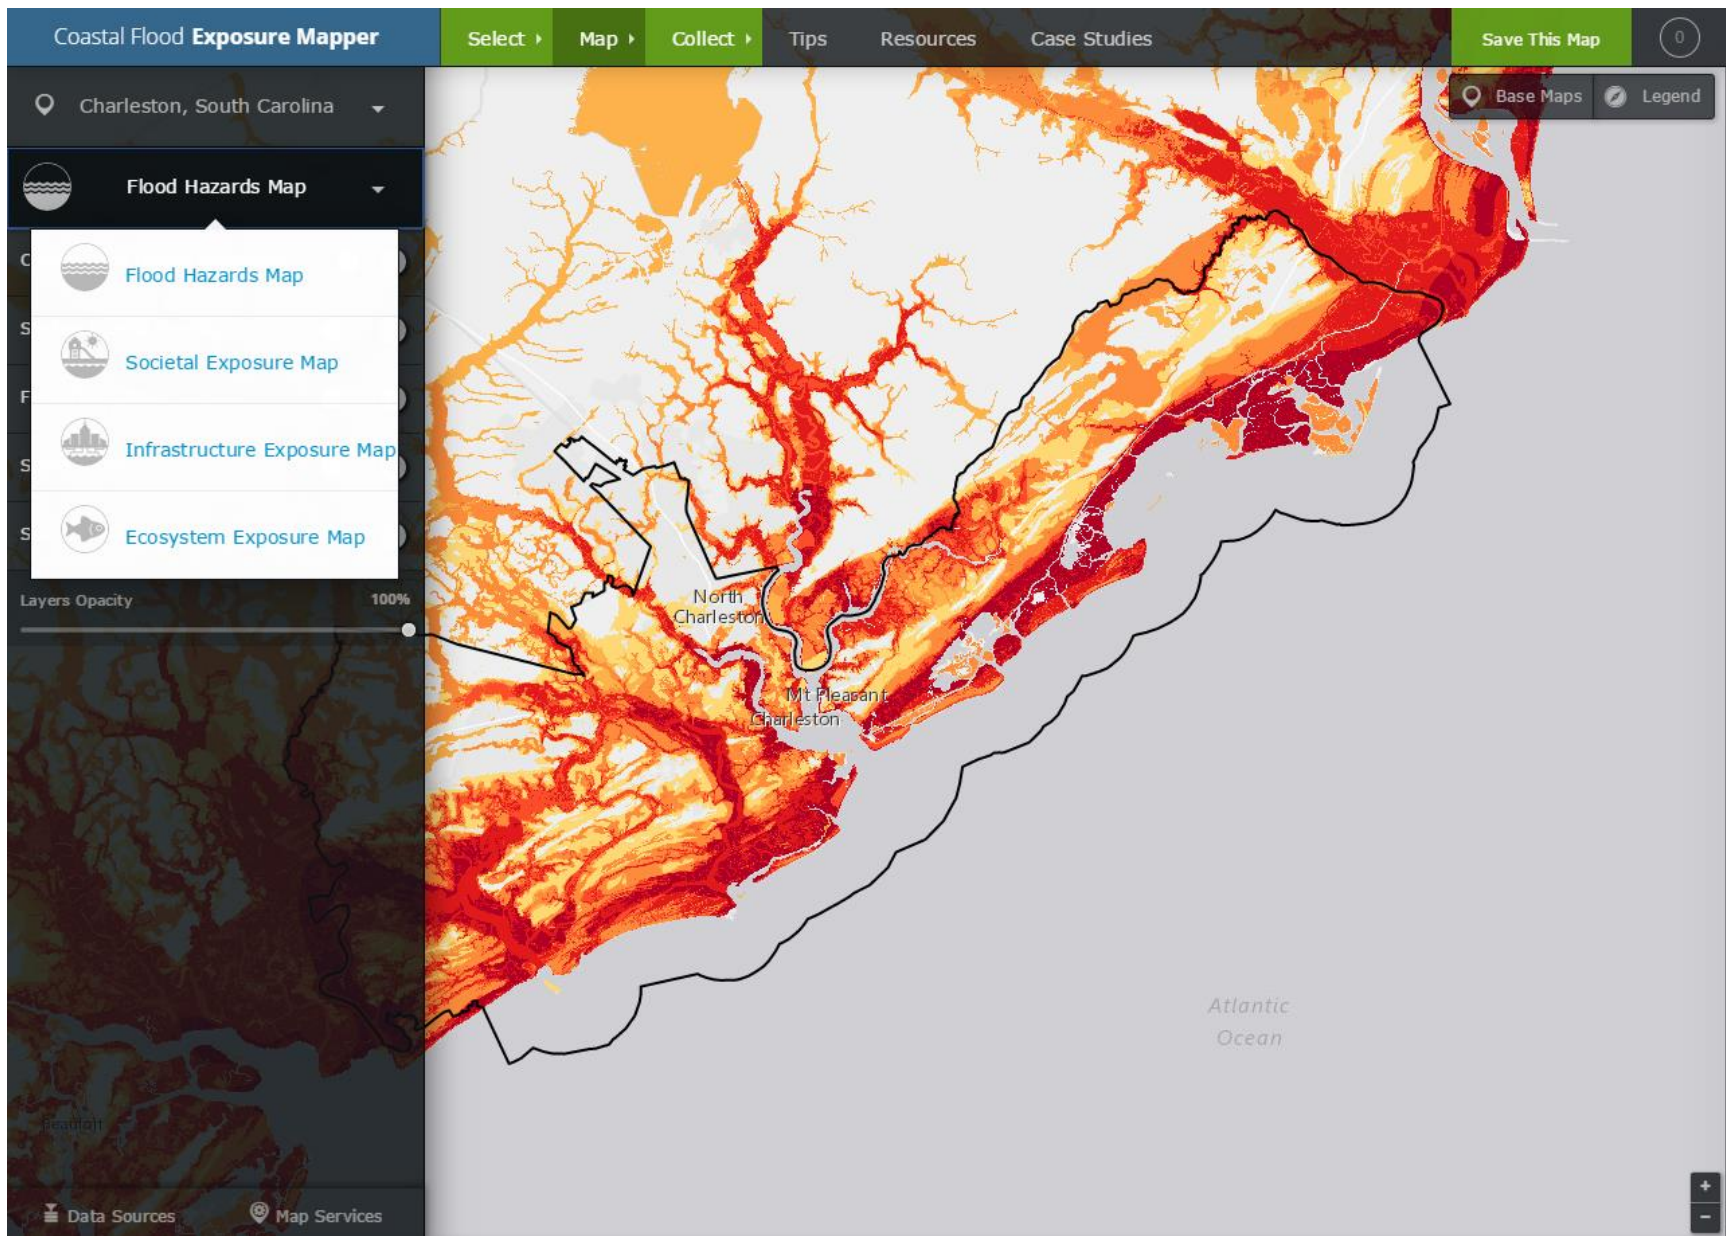 Coastal Flood Exposure Mapper
Select
Map
Collect
Tips
Resources
Case Studies
Save This Map
0
Charleston, South Carolina
Base Maps
Legend
Flood Hazards Map
Flood Hazards Map
Societal Exposure Map
Infrastructure Exposure Map
Ecosystem Exposure Map
C
S
F
S
S
Layers Opacity
100%
North
Charleston
Mt Pleasant
Charleston
Atlantic
Ocean
Beaufort
Data Sources
Map Services
+
−